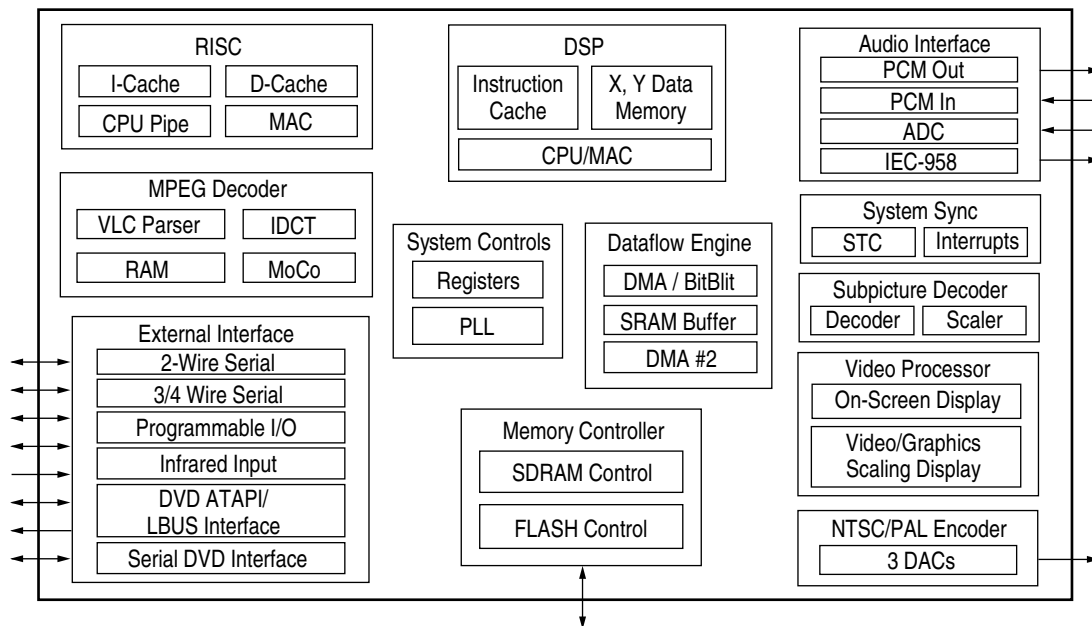 RISC
I-Cache
D-Cache
CPU Pipe
MAC
DSP
Instruction
Cache
X, Y Data
Memory
CPU/MAC
Audio Interface
PCM Out
PCM In
ADC
IEC-958
MPEG Decoder
VLC Parser
IDCT
RAM
MoCo
System Controls
Registers
PLL
Dataflow Engine
DMA / BitBlit
SRAM Buffer
DMA #2
System Sync
STC
Interrupts
Subpicture Decoder
Decoder
Scaler
External Interface
2-Wire Serial
3/4 Wire Serial
Programmable I/O
Infrared Input
DVD ATAPI/
LBUS Interface
Serial DVD Interface
Memory Controller
SDRAM Control
FLASH Control
Video Processor
On-Screen Display
Video/Graphics
Scaling Display
NTSC/PAL Encoder
3 DACs